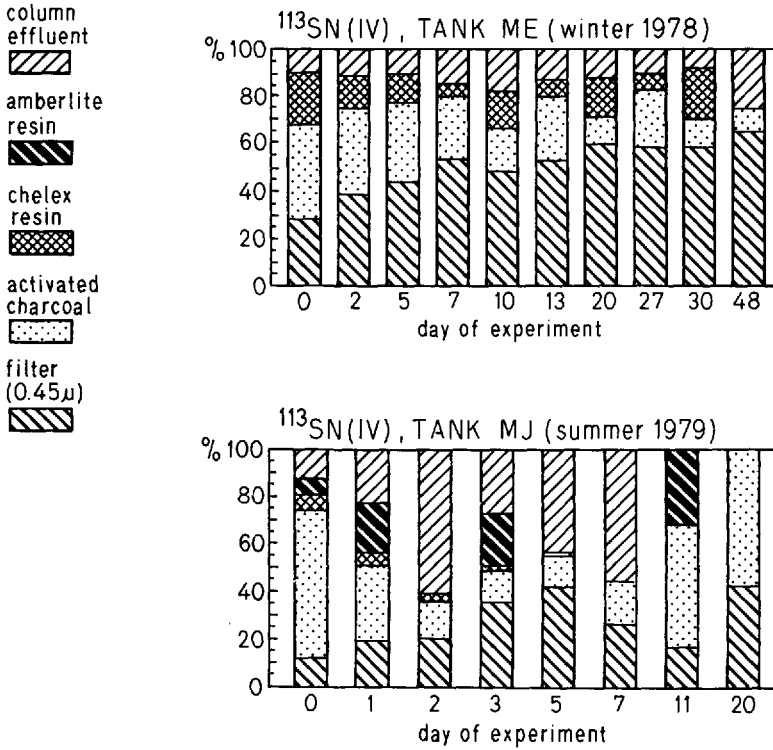 column
effluent
amberlite
resin
chelex
resin
activated
charcoal
filter
(0.45μ)
¹¹³SN(IV), TANK ME (winter 1978)
% 100
80
60
40
20
0
0 2 5 7 10 13 20 27 30 48
day of experiment
¹¹³SN(IV), TANK MJ (summer 1979)
% 100
80
60
40
20
0
0 1 2 3 5 7 11 20
day of experiment